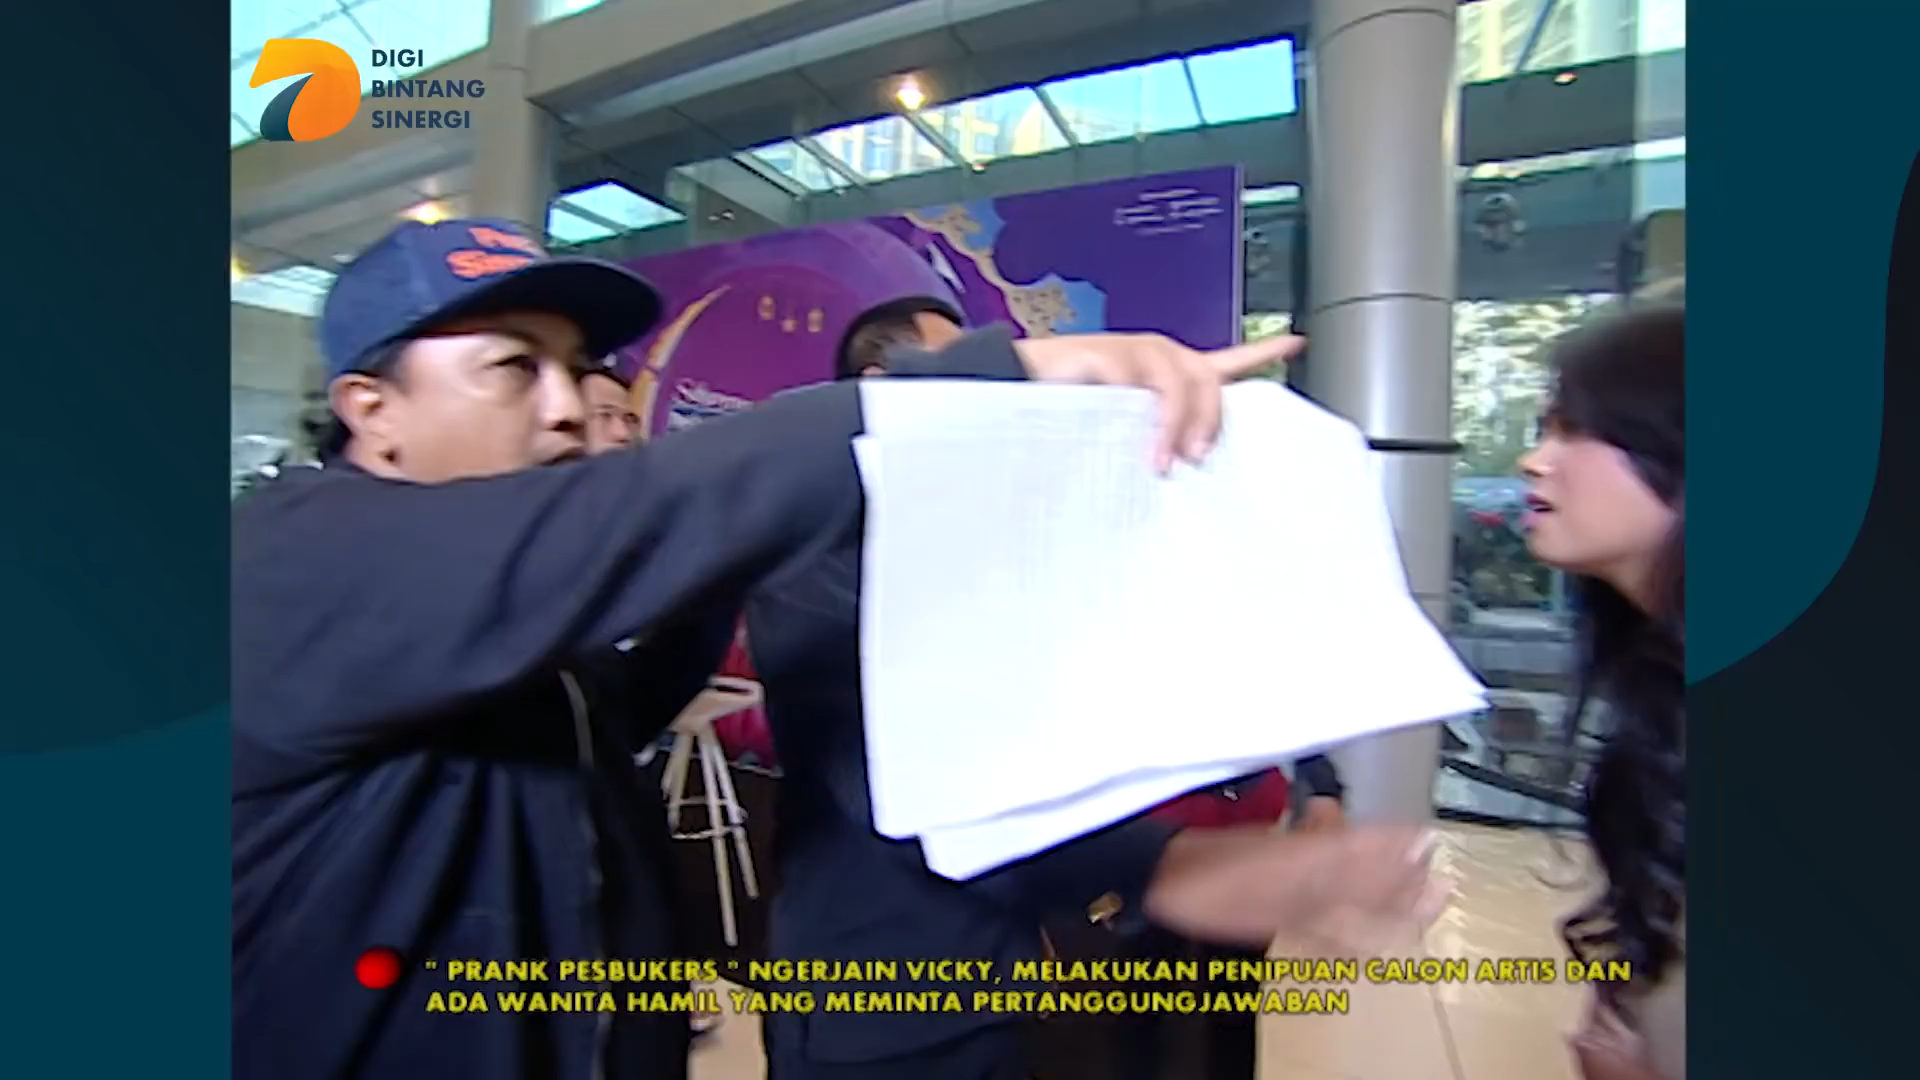 DIGI
BINTANG
SINERGI
" PRANK PESBUKERS " NGERJAIN VICKY, MELAKUKAN PENIPUAN CALON ARTIS DAN
ADA WANITA HAMIL YANG MEMINTA PERTANGGUNGJAWABAN